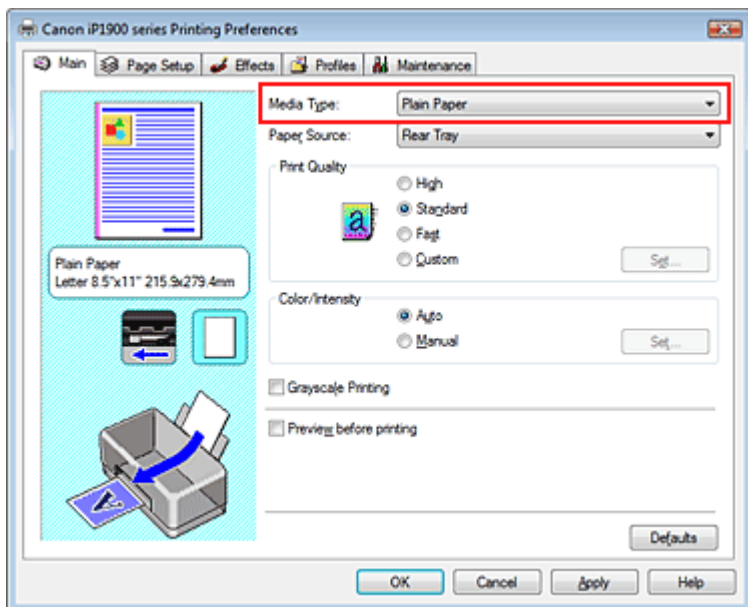 Canon iP1900 series Printing Preferences
Main Page Setup Effects Profiles Maintenance
Media Type: Plain Paper
Paper Source: Rear Tray
Print Quality
High
a Standard
Fast
Custom Set...
Plain Paper
Letter 8.5"x11" 215.9x279.4mm
Color/Intensity
Auto
Manual Set...
Grayscale Printing
Preview before printing
A
Defaults
OK Cancel Apply Help